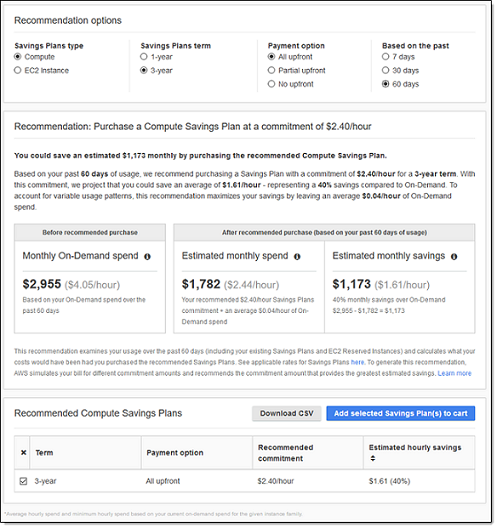 Recommendation options
Savings Plans type
Compute
EC2 Instance
Savings Plans term
1-year
3-year
Payment option
All upfront
Partial upfront
No upfront
Based on the past
7 days
30 days
60 days
Recommendation: Purchase a Compute Savings Plan at a commitment of $2.40/hour
You could save an estimated $1,173 monthly by purchasing the recommended Compute Savings Plan.
Based on your past 60 days of usage, we recommend purchasing a Savings Plan with a commitment of $2.40/hour for a 3-year term. With
this commitment, we project that you could save an average of $1.61/hour - representing a 40% savings compared to On-Demand. To
account for variable usage patterns, this recommendation maximizes your savings by leaving an average $0.04/hour of On-Demand
spend.
Before recommended purchase
After recommended purchase (based on your past 60 days of usage)
Monthly On-Demand spend
$2,955 ($4.05/hour)
Based on your On-Demand spend over the
past 60 days
Estimated monthly spend
$1,782 ($2.44/hour)
Your recommended $2.40/hour Savings Plans
commitment + an average $0.04/hour of On-
Demand spend
Estimated monthly savings
$1,173 ($1.61/hour)
40% monthly savings over On-Demand
$2,955 - $1,782 = $1,173
This recommendation examines your usage over the past 60 days (including your existing Savings Plans and EC2 Reserved Instances) and calculates what your
costs would have been had you purchased the recommended Savings Plans. See applicable rates for Savings Plans here. To generate this recommendation,
AWS simulates your bill for different commitment amounts and recommends the commitment amount that provides the greatest estimated savings. Learn more
Recommended Compute Savings Plans
Download CSV
Add selected Savings Plan(s) to cart
Term
Payment option
Recommended
commitment
Estimated hourly savings
3-year
All upfront
$2.40/hour
$1.61 (40%)
*Average hourly spend and minimum hourly spend based on your current on-demand spend for the given instance family.